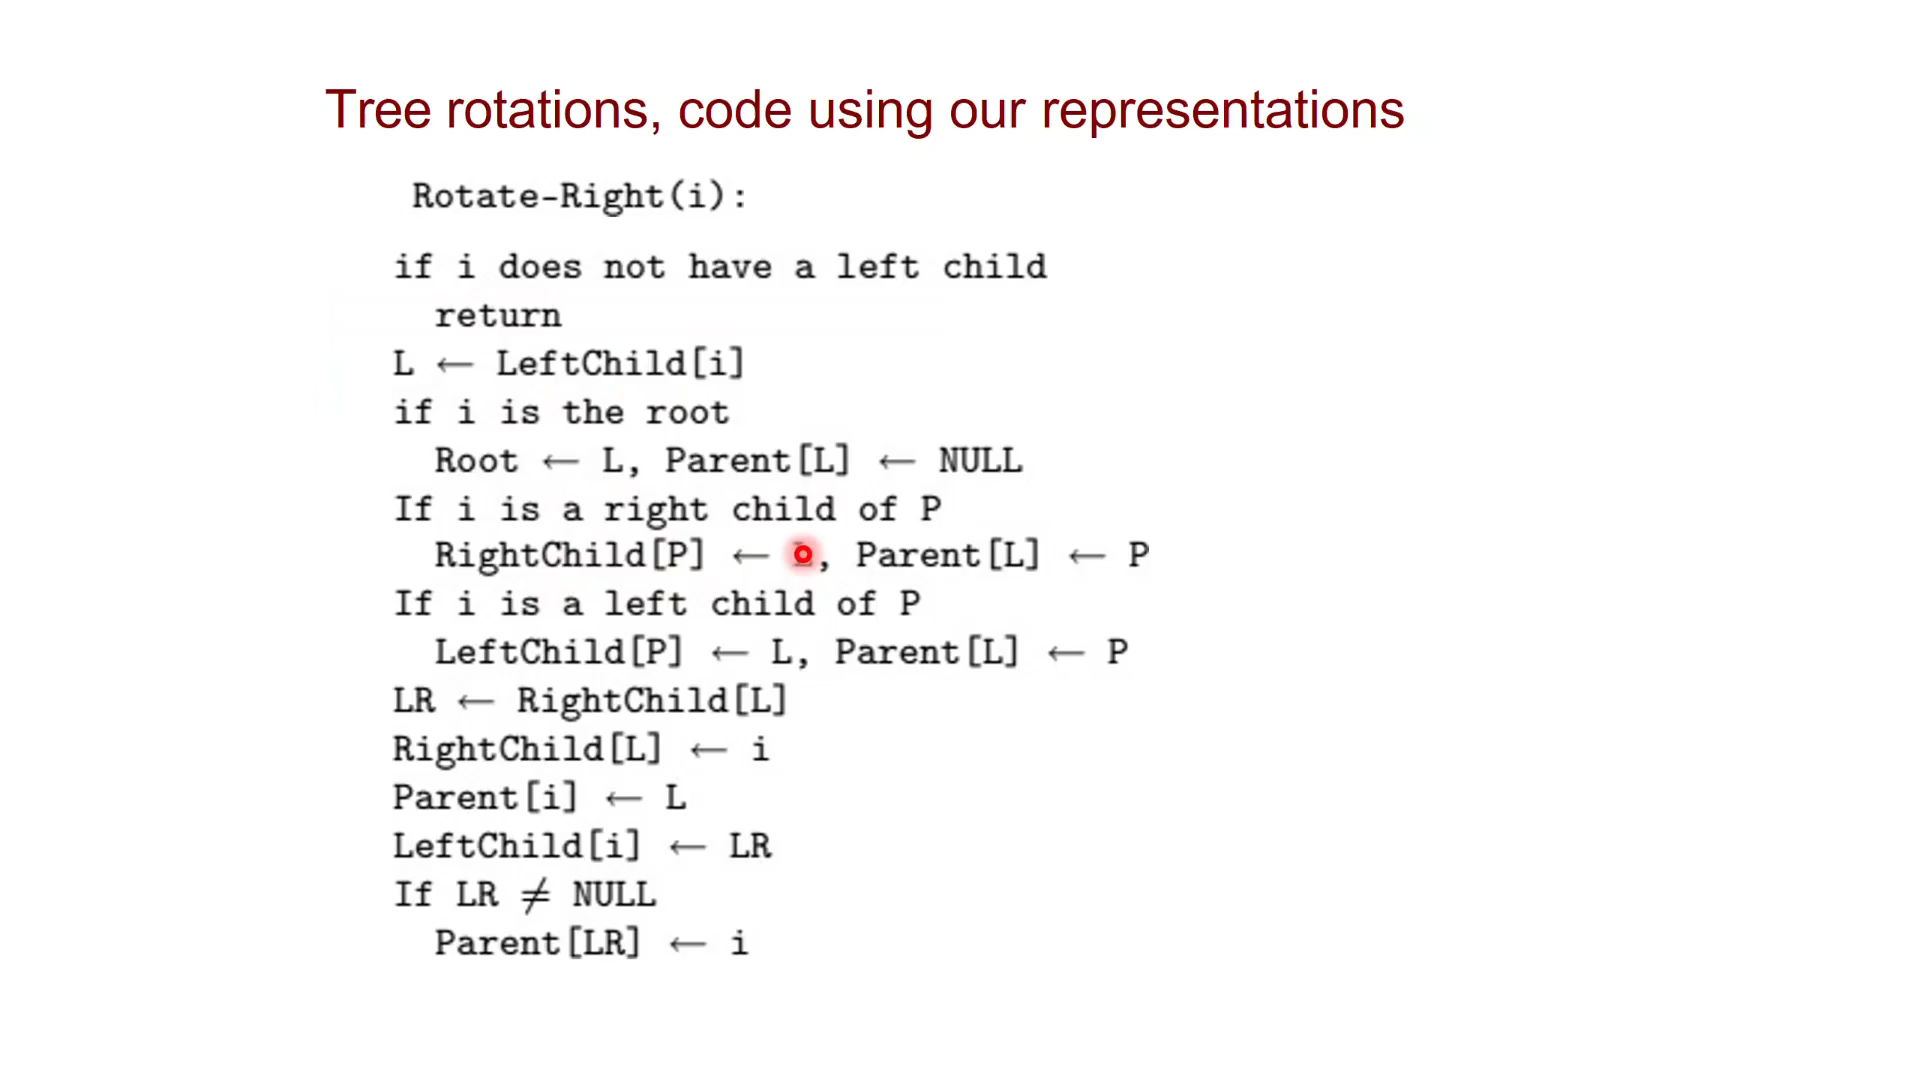 Tree rotations, code using our representations
Rotate-Right(i):
if i does not have a left child
return
L ← LeftChild[i]
if i is the root
Root ← L, Parent[L] ← NULL
If i is a right child of P
RightChild[P] ← , Parent[L] ← P
If i is a left child of P
LeftChild[P] ← L, Parent[L] ← P
LR ← RightChild[L]
RightChild[L] ← i
Parent[i] ← L
LeftChild[i] ← LR
If LR ≠ NULL
Parent[LR] ← i